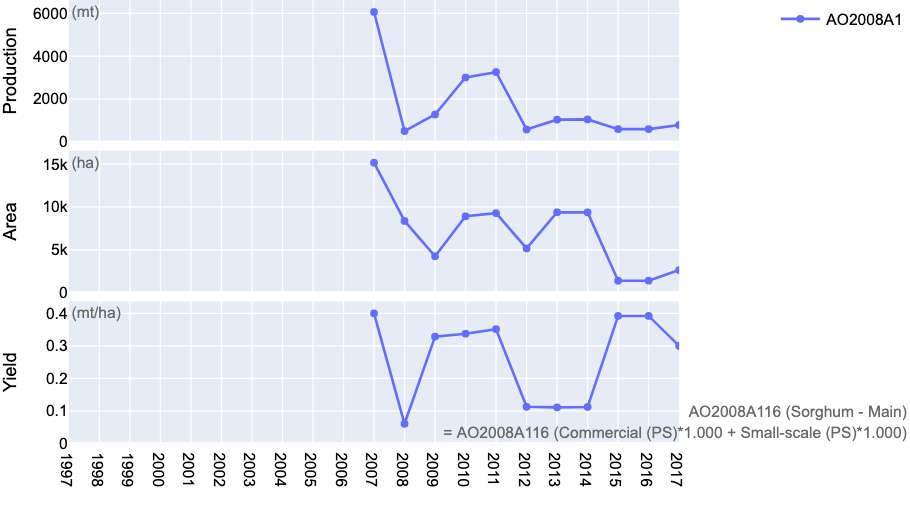 Production
(mt)
6000
4000
2000
0
AO2008A1
Area
(ha)
15k
10k
5k
0
Yield
(mt/ha)
0.4
0.3
0.2
0.1
0
AO2008A116 (Sorghum - Main)
= AO2008A116 (Commercial (PS)*1.000 + Small-scale (PS)*1.000)
1997 1998 1999 2000 2001 2002 2003 2004 2005 2006 2007 2008 2009 2010 2011 2012 2013 2014 2015 2016 2017